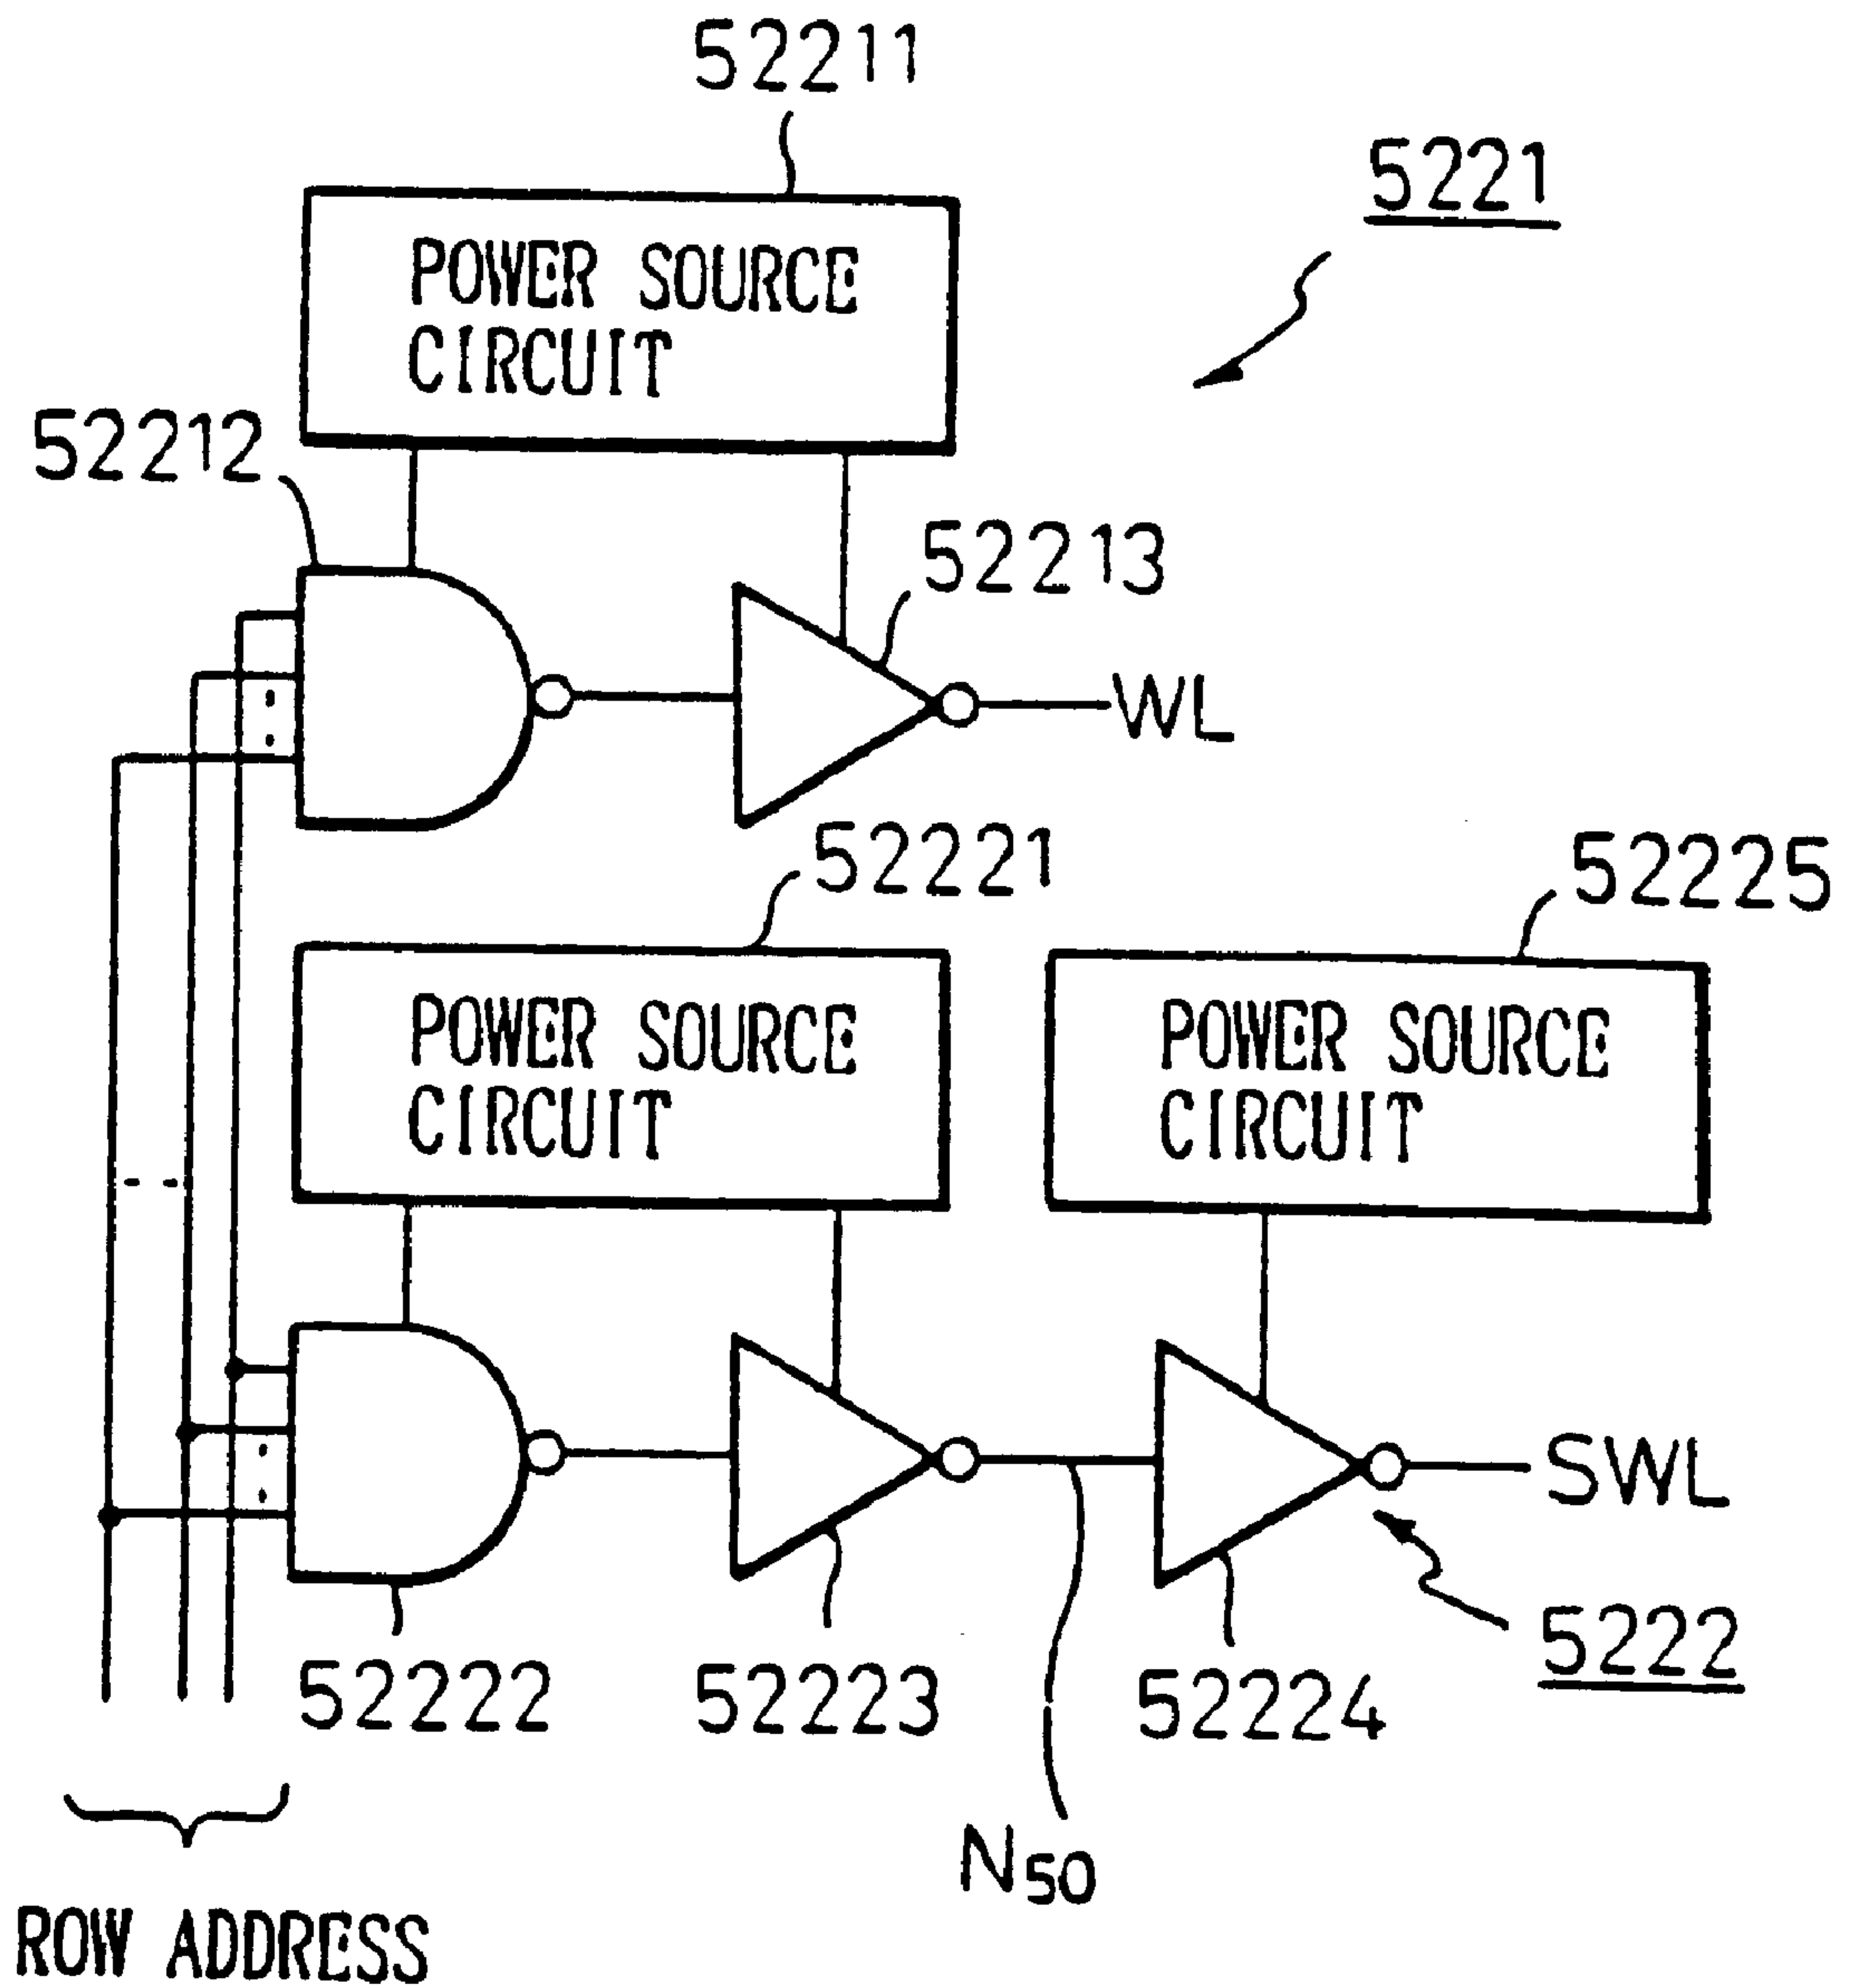 52211
5221
POWER SOURCE
CIRCUIT
52212
52213
WL
52221
52225
POWER SOURCE
CIRCUIT
POWER SOURCE
CIRCUIT
SWL
5222
52222
52223
52224
N50
ROW ADDRESS